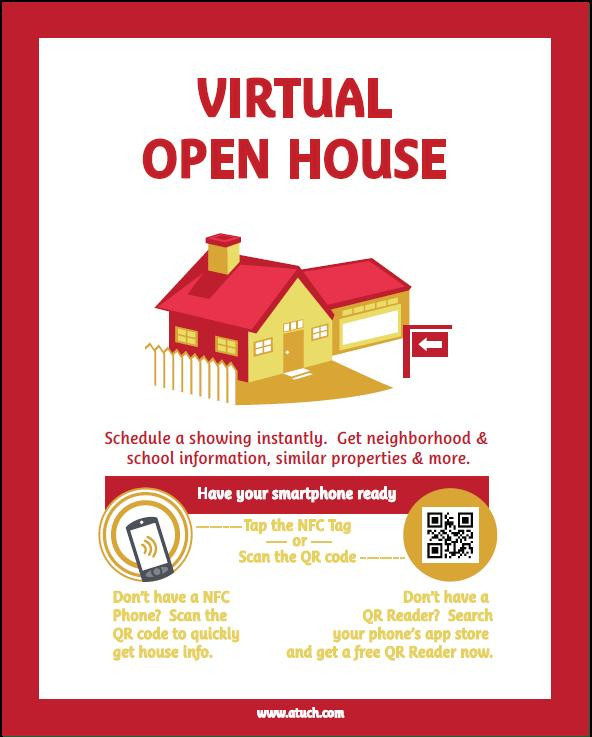 VIRTUAL
OPEN HOUSE
Schedule a showing instantly.  Get neighborhood &
school information, similar properties & more.
Have your smartphone ready
Tap the NFC Tag
or
Scan the QR code
Don't have a NFC
Phone?  Scan the
QR code to quickly
get house info.
Don't have a
QR Reader?  Search
your phone's app store
and get a free QR Reader now.
www.atuch.com